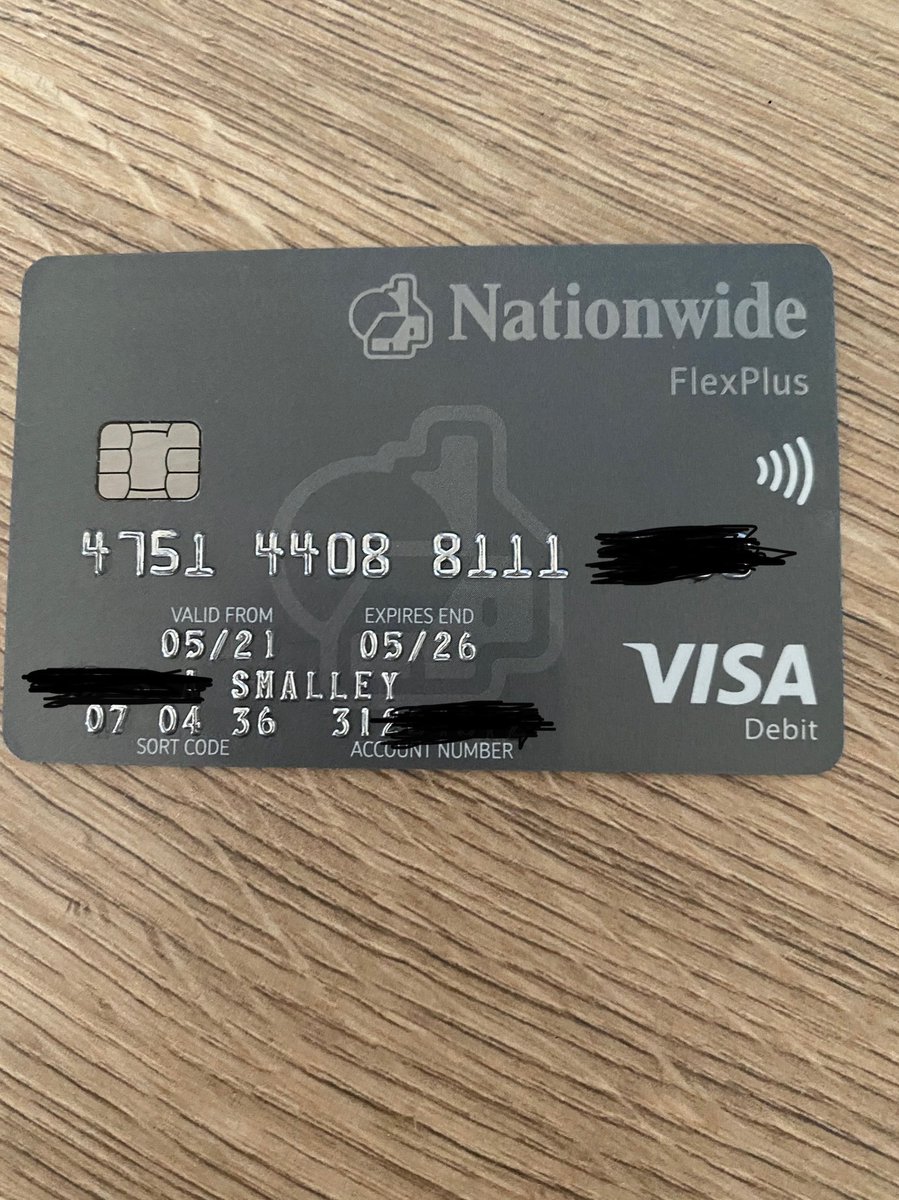 Nationwide
FlexPlus
4751 4408 8111
VALID FROM EXPIRES END
05/21 05/26
SMALLEY
VISA
07 04 36 312
Debit
SORT CODE ACCOUNT NUMBER